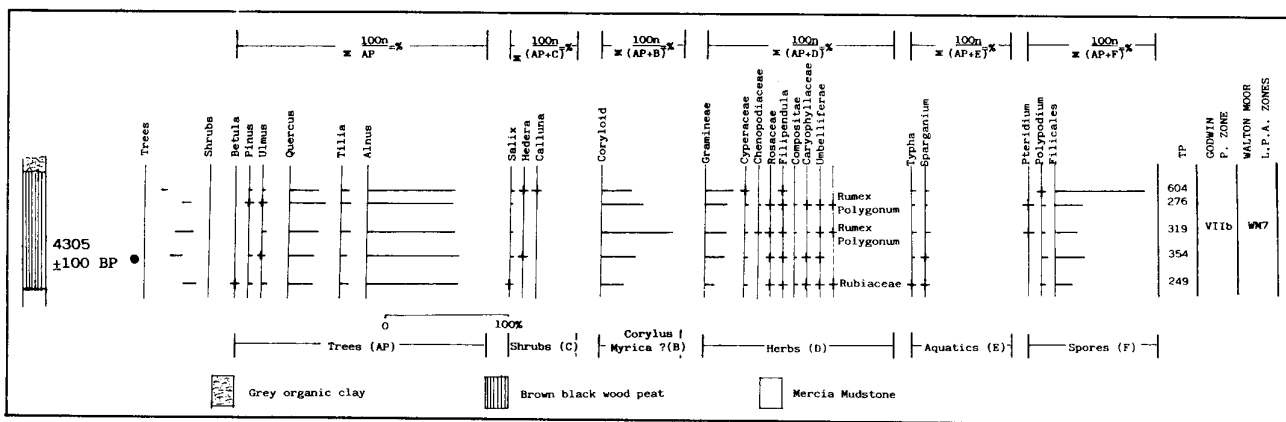 100n
Σ AP =%
100n
Σ (AP+C) =%
100n
Σ (AP+B) =%
100n
Σ (AP+D) =%
100n
Σ (AP+E) =%
100n
Σ (AP+F) =%
Trees
Shrubs
Betula
Pinus
Ulmus
Quercus
Tilia
Alnus
Salix
Hedera
Calluna
Coryloid
Gramineae
Cyperaceae
Chenopodiaceae
Rosaceae
Filipendula
Compositae
Caryophyllaceae
Umbelliferae
Typha
Sparganium
Pteridium
Polypodium
Filicales
TP
GODWIN
P. ZONE
WALTON MOOR
L.P.A. ZONES
604
Rumex
276
Polygonum
4305
±100 BP
Rumex
319
VIIb
WM7
Polygonum
354
Rubiaceae
249
0
100%
Trees (AP)
Shrubs (C)
Corylus
Myrica ?(B)
Herbs (D)
Aquatics (E)
Spores (F)
Grey organic clay
Brown black wood peat
Mercia Mudstone